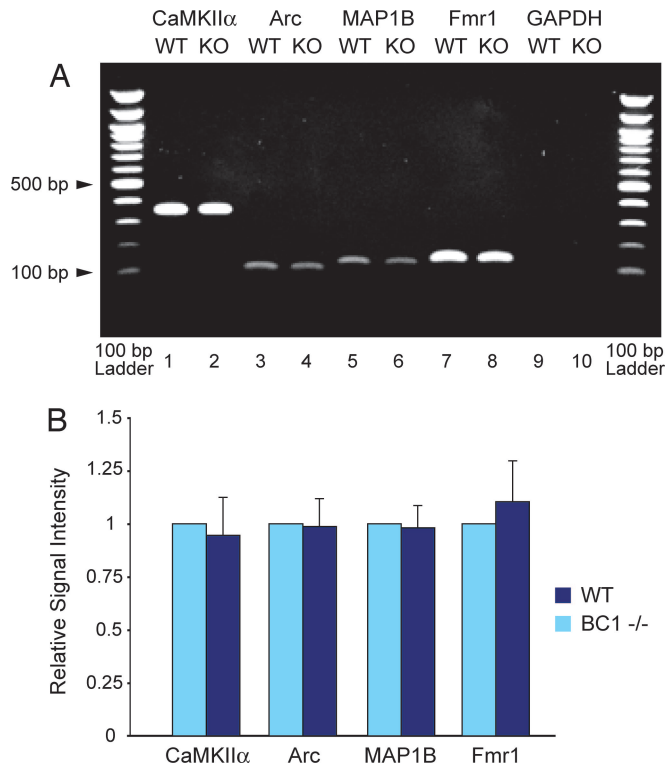 CaMKIIα Arc MAP1B Fmr1 GAPDH
WT KO WT KO WT KO WT KO WT KO
A
500 bp
100 bp
100 bp Ladder 1 2 3 4 5 6 7 8 9 10 100 bp Ladder
B
1.5
1.25
1
0.75
0.5
0.25
0
Relative Signal Intensity
WT
BC1 -/-
CaMKIIα Arc MAP1B Fmr1